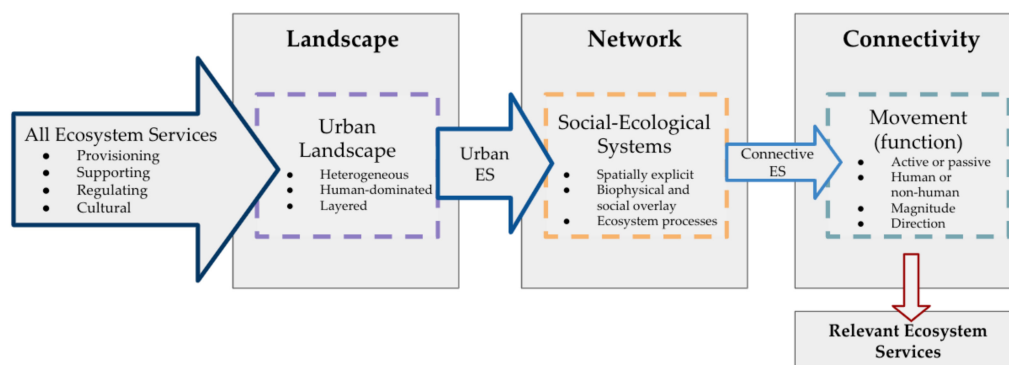 Landscape
Network
Connectivity
All Ecosystem Services
● Provisioning
● Supporting
● Regulating
● Cultural
Urban
Landscape
● Heterogeneous
● Human-dominated
● Layered
Urban
ES
Social-Ecological
Systems
● Spatially explicit
● Biophysical and
social overlay
● Ecosystem processes
Connective
ES
Movement
(function)
● Active or passive
● Human or
non-human
● Magnitude
● Direction
Relevant Ecosystem
Services